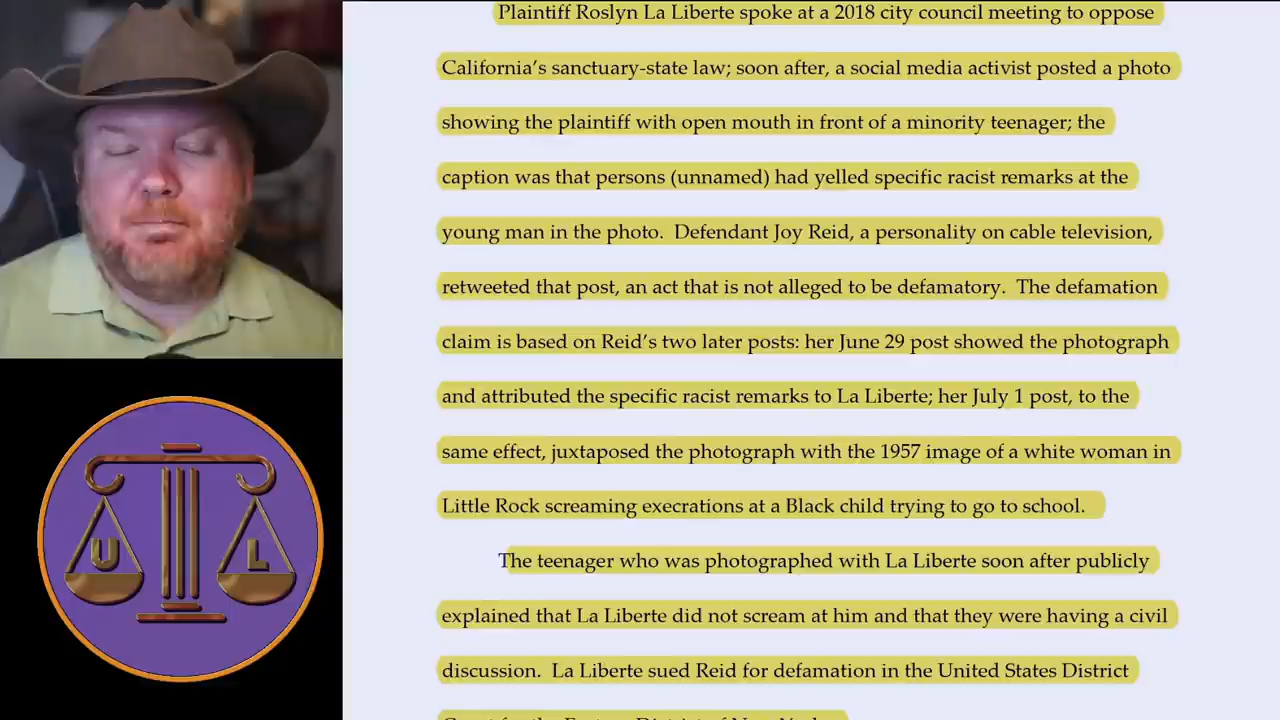 Plaintiff Roslyn La Liberte spoke at a 2018 city council meeting to oppose
California's sanctuary-state law; soon after, a social media activist posted a photo
showing the plaintiff with open mouth in front of a minority teenager; the
caption was that persons (unnamed) had yelled specific racist remarks at the
young man in the photo.  Defendant Joy Reid, a personality on cable television,
retweeted that post, an act that is not alleged to be defamatory.  The defamation
claim is based on Reid's two later posts: her June 29 post showed the photograph
and attributed the specific racist remarks to La Liberte; her July 1 post, to the
same effect, juxtaposed the photograph with the 1957 image of a white woman in
Little Rock screaming execrations at a Black child trying to go to school.
The teenager who was photographed with La Liberte soon after publicly
explained that La Liberte did not scream at him and that they were having a civil
discussion.  La Liberte sued Reid for defamation in the United States District
U L